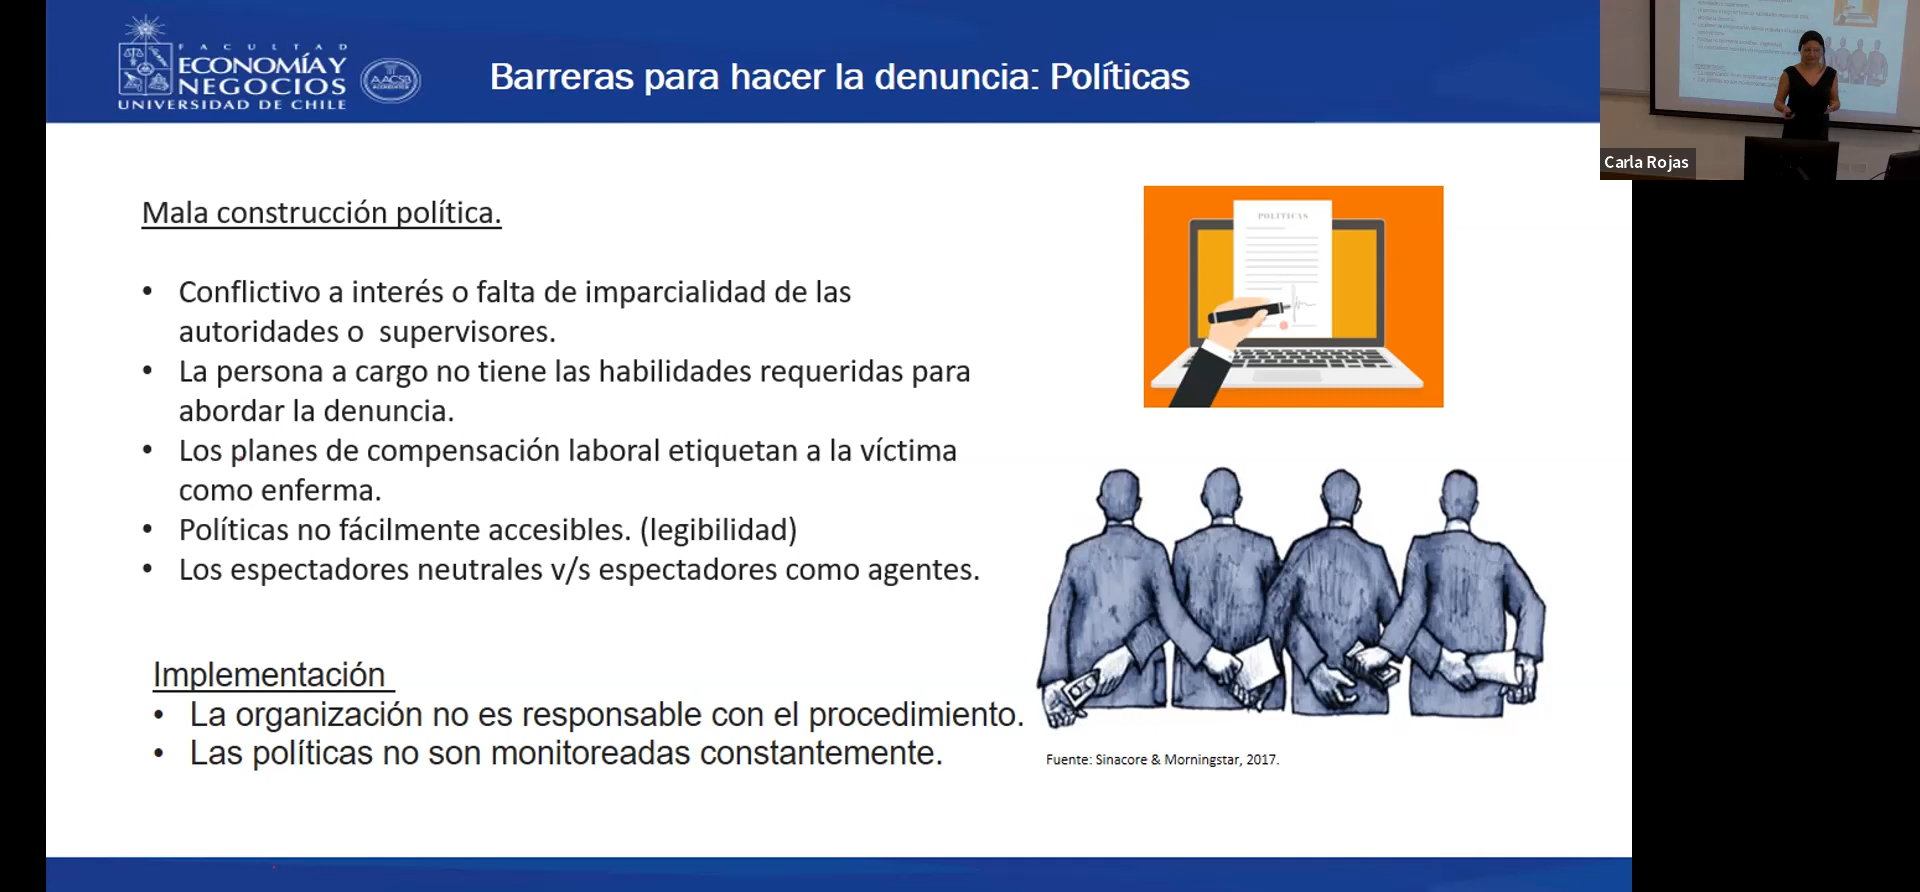 FACULTAD
ECONOMÍA Y
NEGOCIOS
UNIVERSIDAD DE CHILE
AACSB
ACCREDITED
Barreras para hacer la denuncia: Políticas
Carla Rojas
Mala construcción política.
• Conflictivo a interés o falta de imparcialidad de las
autoridades o supervisores.
• La persona a cargo no tiene las habilidades requeridas para
abordar la denuncia.
• Los planes de compensación laboral etiquetan a la víctima
como enferma.
• Políticas no fácilmente accesibles. (legibilidad)
• Los espectadores neutrales v/s espectadores como agentes.
POLÍTICAS
Implementación
• La organización no es responsable con el procedimiento.
• Las políticas no son monitoreadas constantemente.
Fuente: Sinacore & Morningstar, 2017.